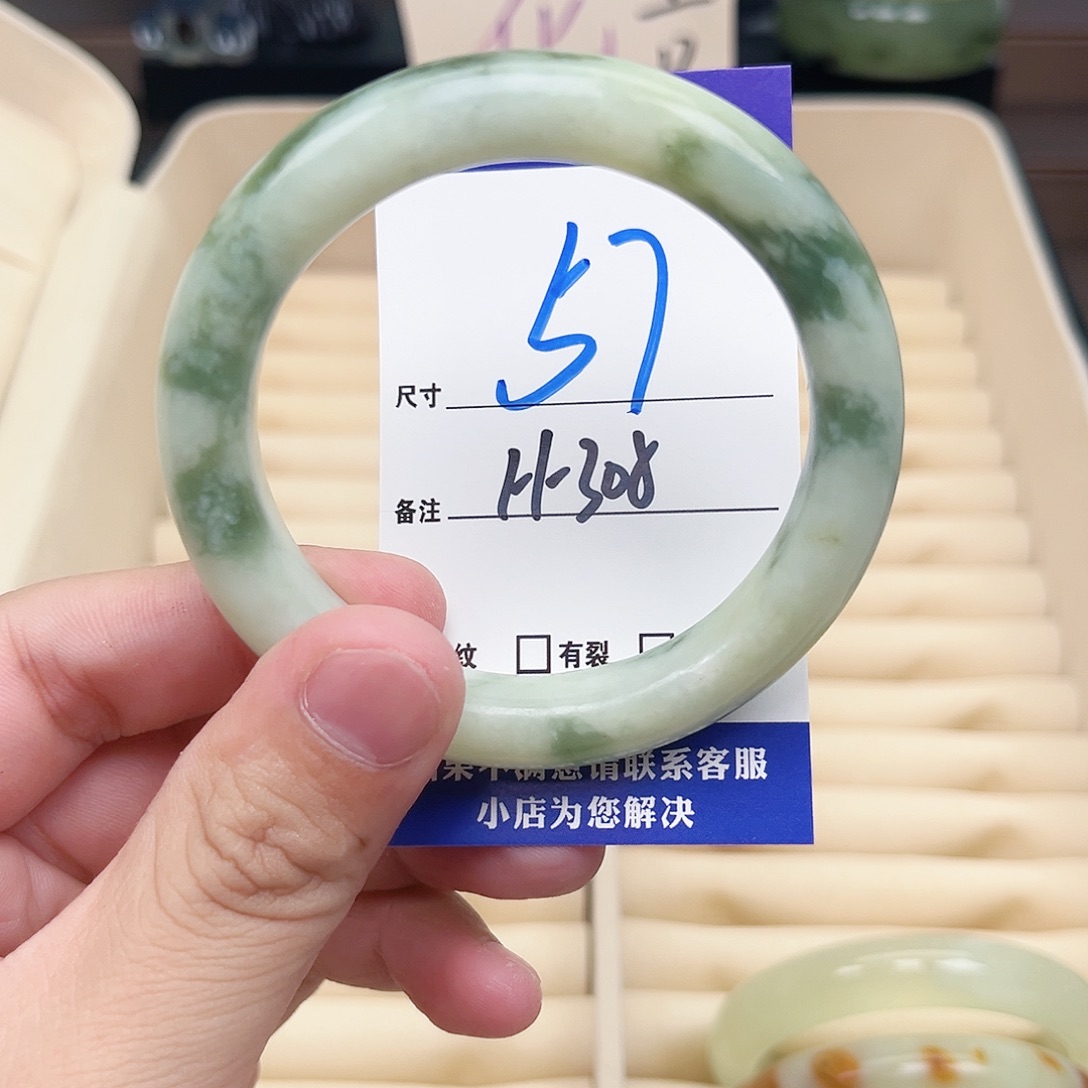 尺寸 57
备注 H-308
纹 □有裂 □
果不满意请联系客服
小店为您解决